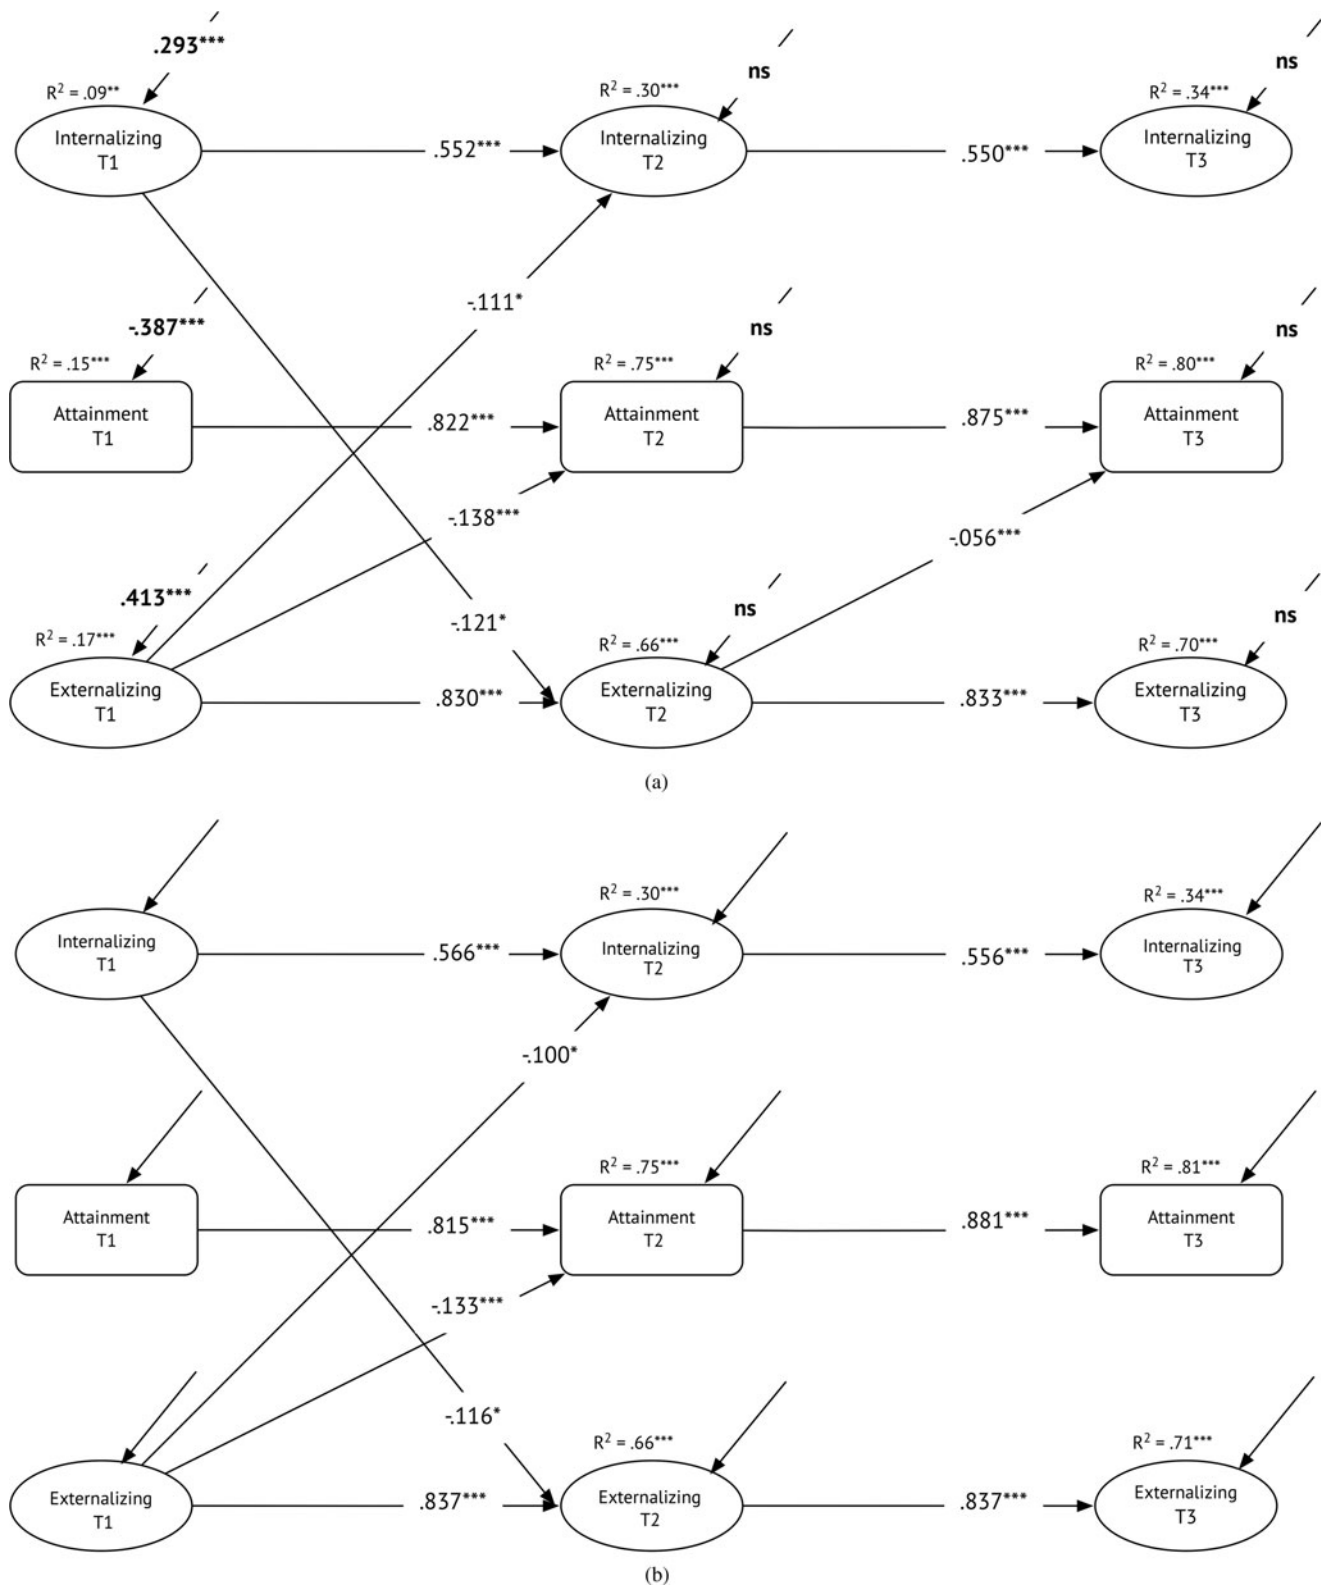 .293***
ns
ns
R² = .09**
R² = .30***
R² = .34***
Internalizing
T1
.552***
Internalizing
T2
.550***
Internalizing
T3
-.111*
-.387***
ns
ns
R² = .15***
R² = .75***
R² = .80***
Attainment
T1
.822***
Attainment
T2
.875***
Attainment
T3
-.138***
-.056***
.413***
-.121*
ns
ns
R² = .17***
R² = .66***
R² = .70***
Externalizing
T1
.830***
Externalizing
T2
.833***
Externalizing
T3
(a)
R² = .30***
R² = .34***
Internalizing
T1
.566***
Internalizing
T2
.556***
Internalizing
T3
-.100*
R² = .75***
R² = .81***
Attainment
T1
.815***
Attainment
T2
.881***
Attainment
T3
-.133***
-.116*
R² = .66***
R² = .71***
Externalizing
T1
.837***
Externalizing
T2
.837***
Externalizing
T3
(b)